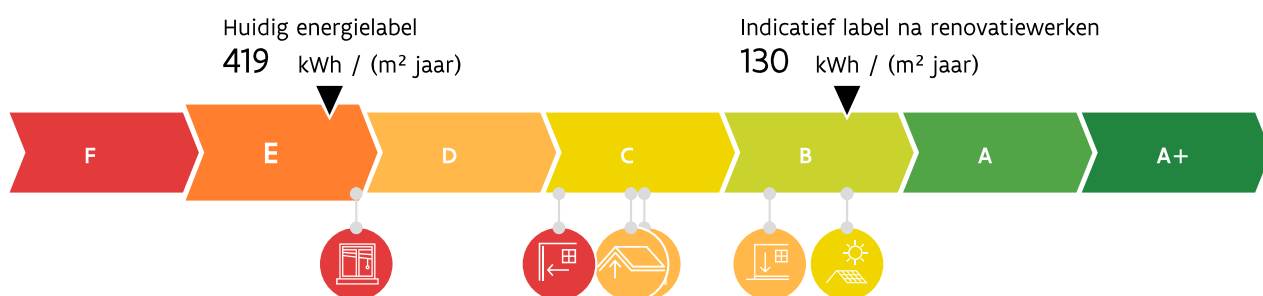 Huidig energielabel
419 kWh / (m² jaar)
Indicatief label na renovatiewerken
130 kWh / (m² jaar)
F E D C B A A+